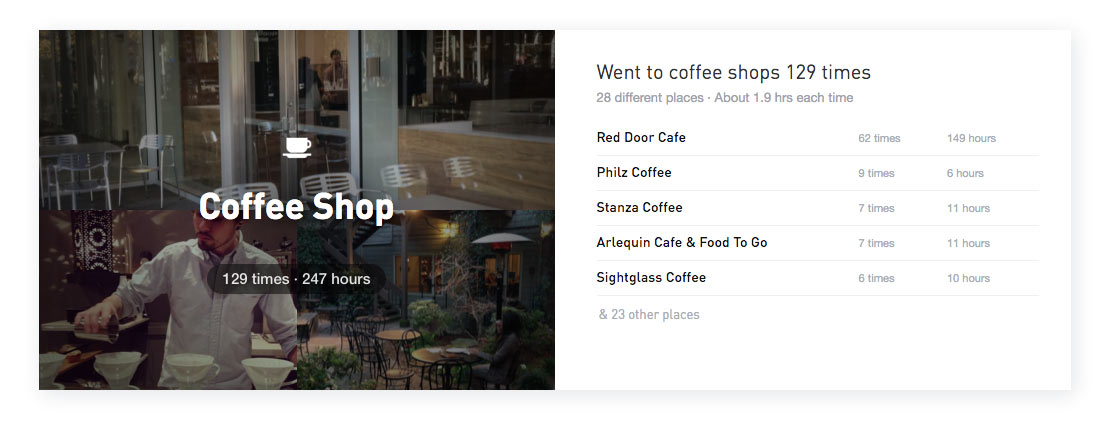 Coffee Shop
129 times · 247 hours
Went to coffee shops 129 times
28 different places · About 1.9 hrs each time
Red Door Cafe 62 times 149 hours
Philz Coffee 9 times 6 hours
Stanza Coffee 7 times 11 hours
Arlequin Cafe & Food To Go 7 times 11 hours
Sightglass Coffee 6 times 10 hours
& 23 other places